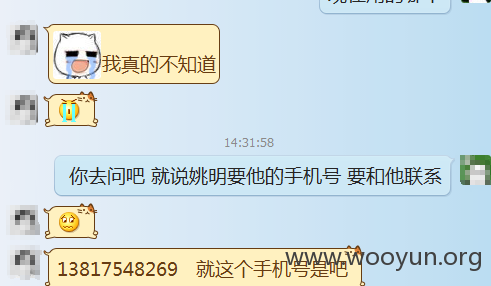 我真的不知道
14:31:58
你去问吧 就说姚明要他的手机号 要和他联系
13817548269 就这个手机号是吧
www.wooyun.org